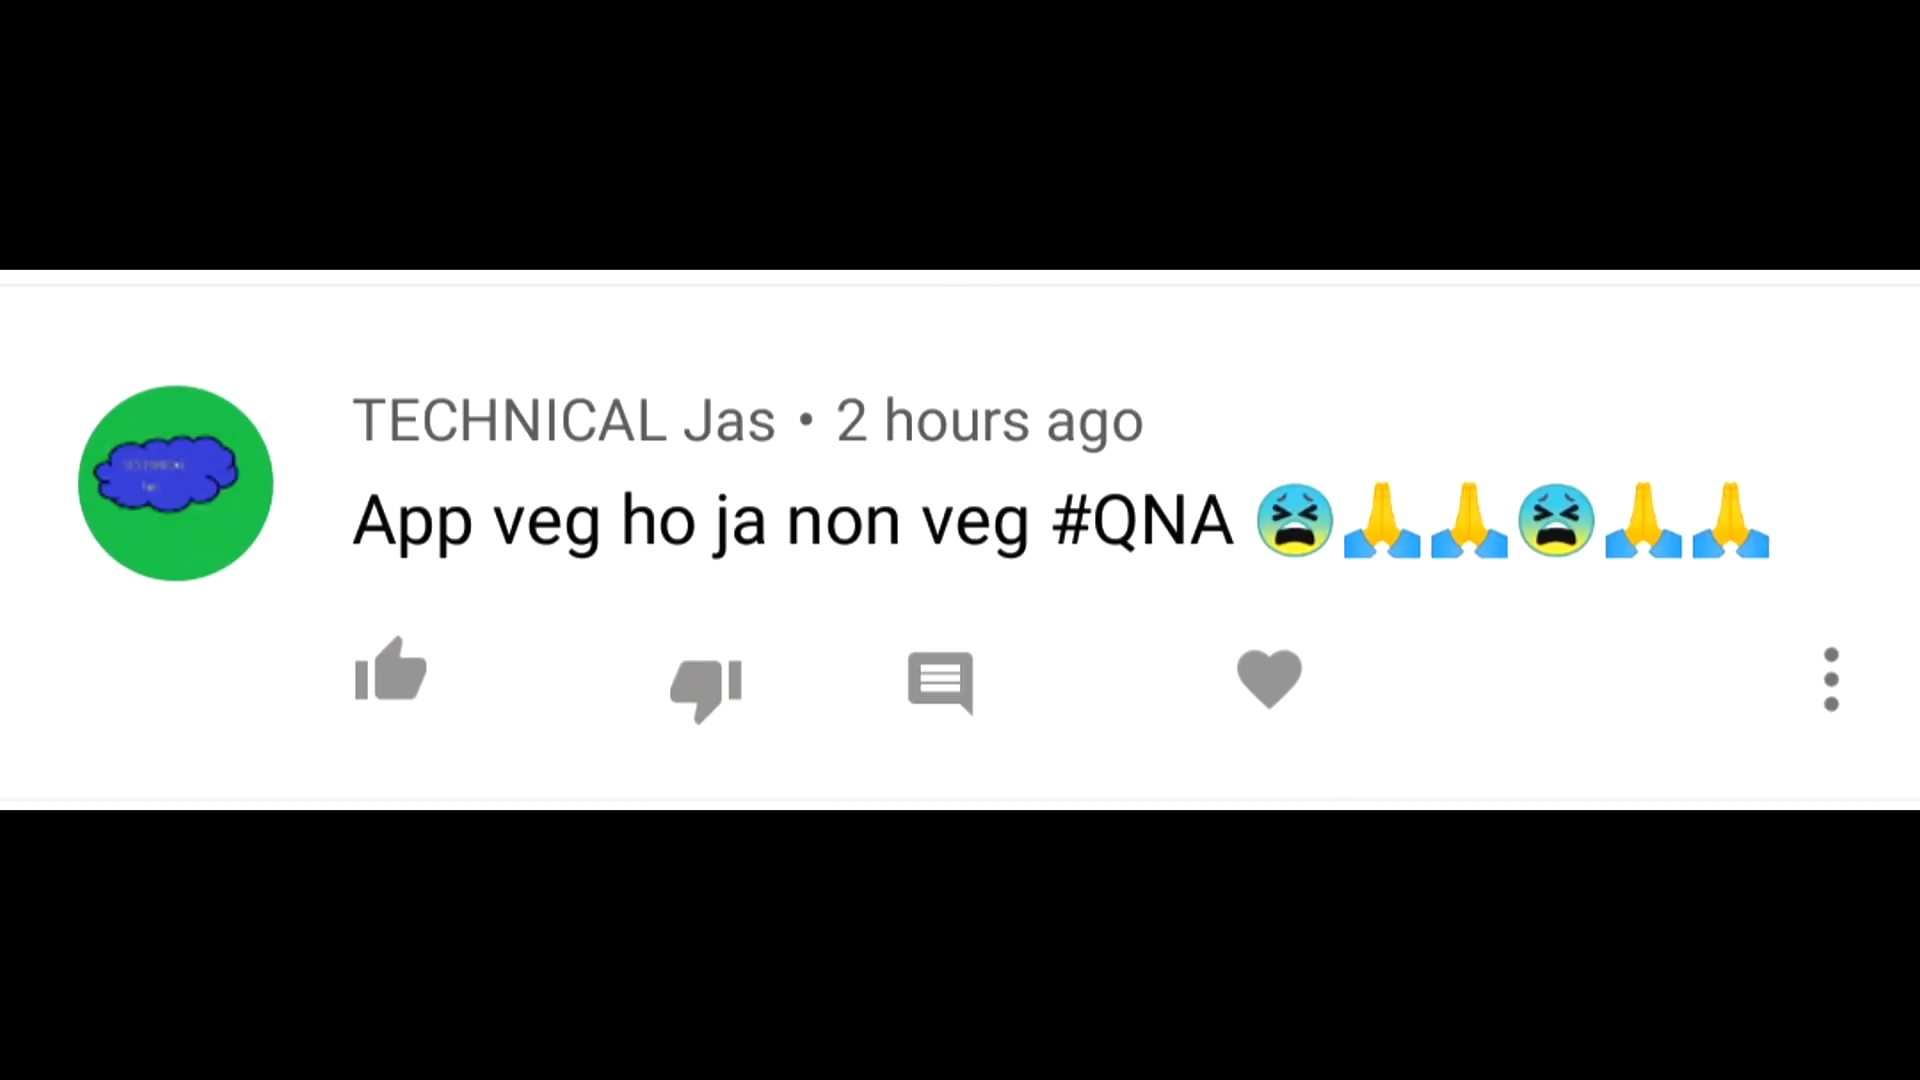 TECHNICAL Jas • 2 hours ago
App veg ho ja non veg #QNA 😫🙏🙏😫🙏🙏